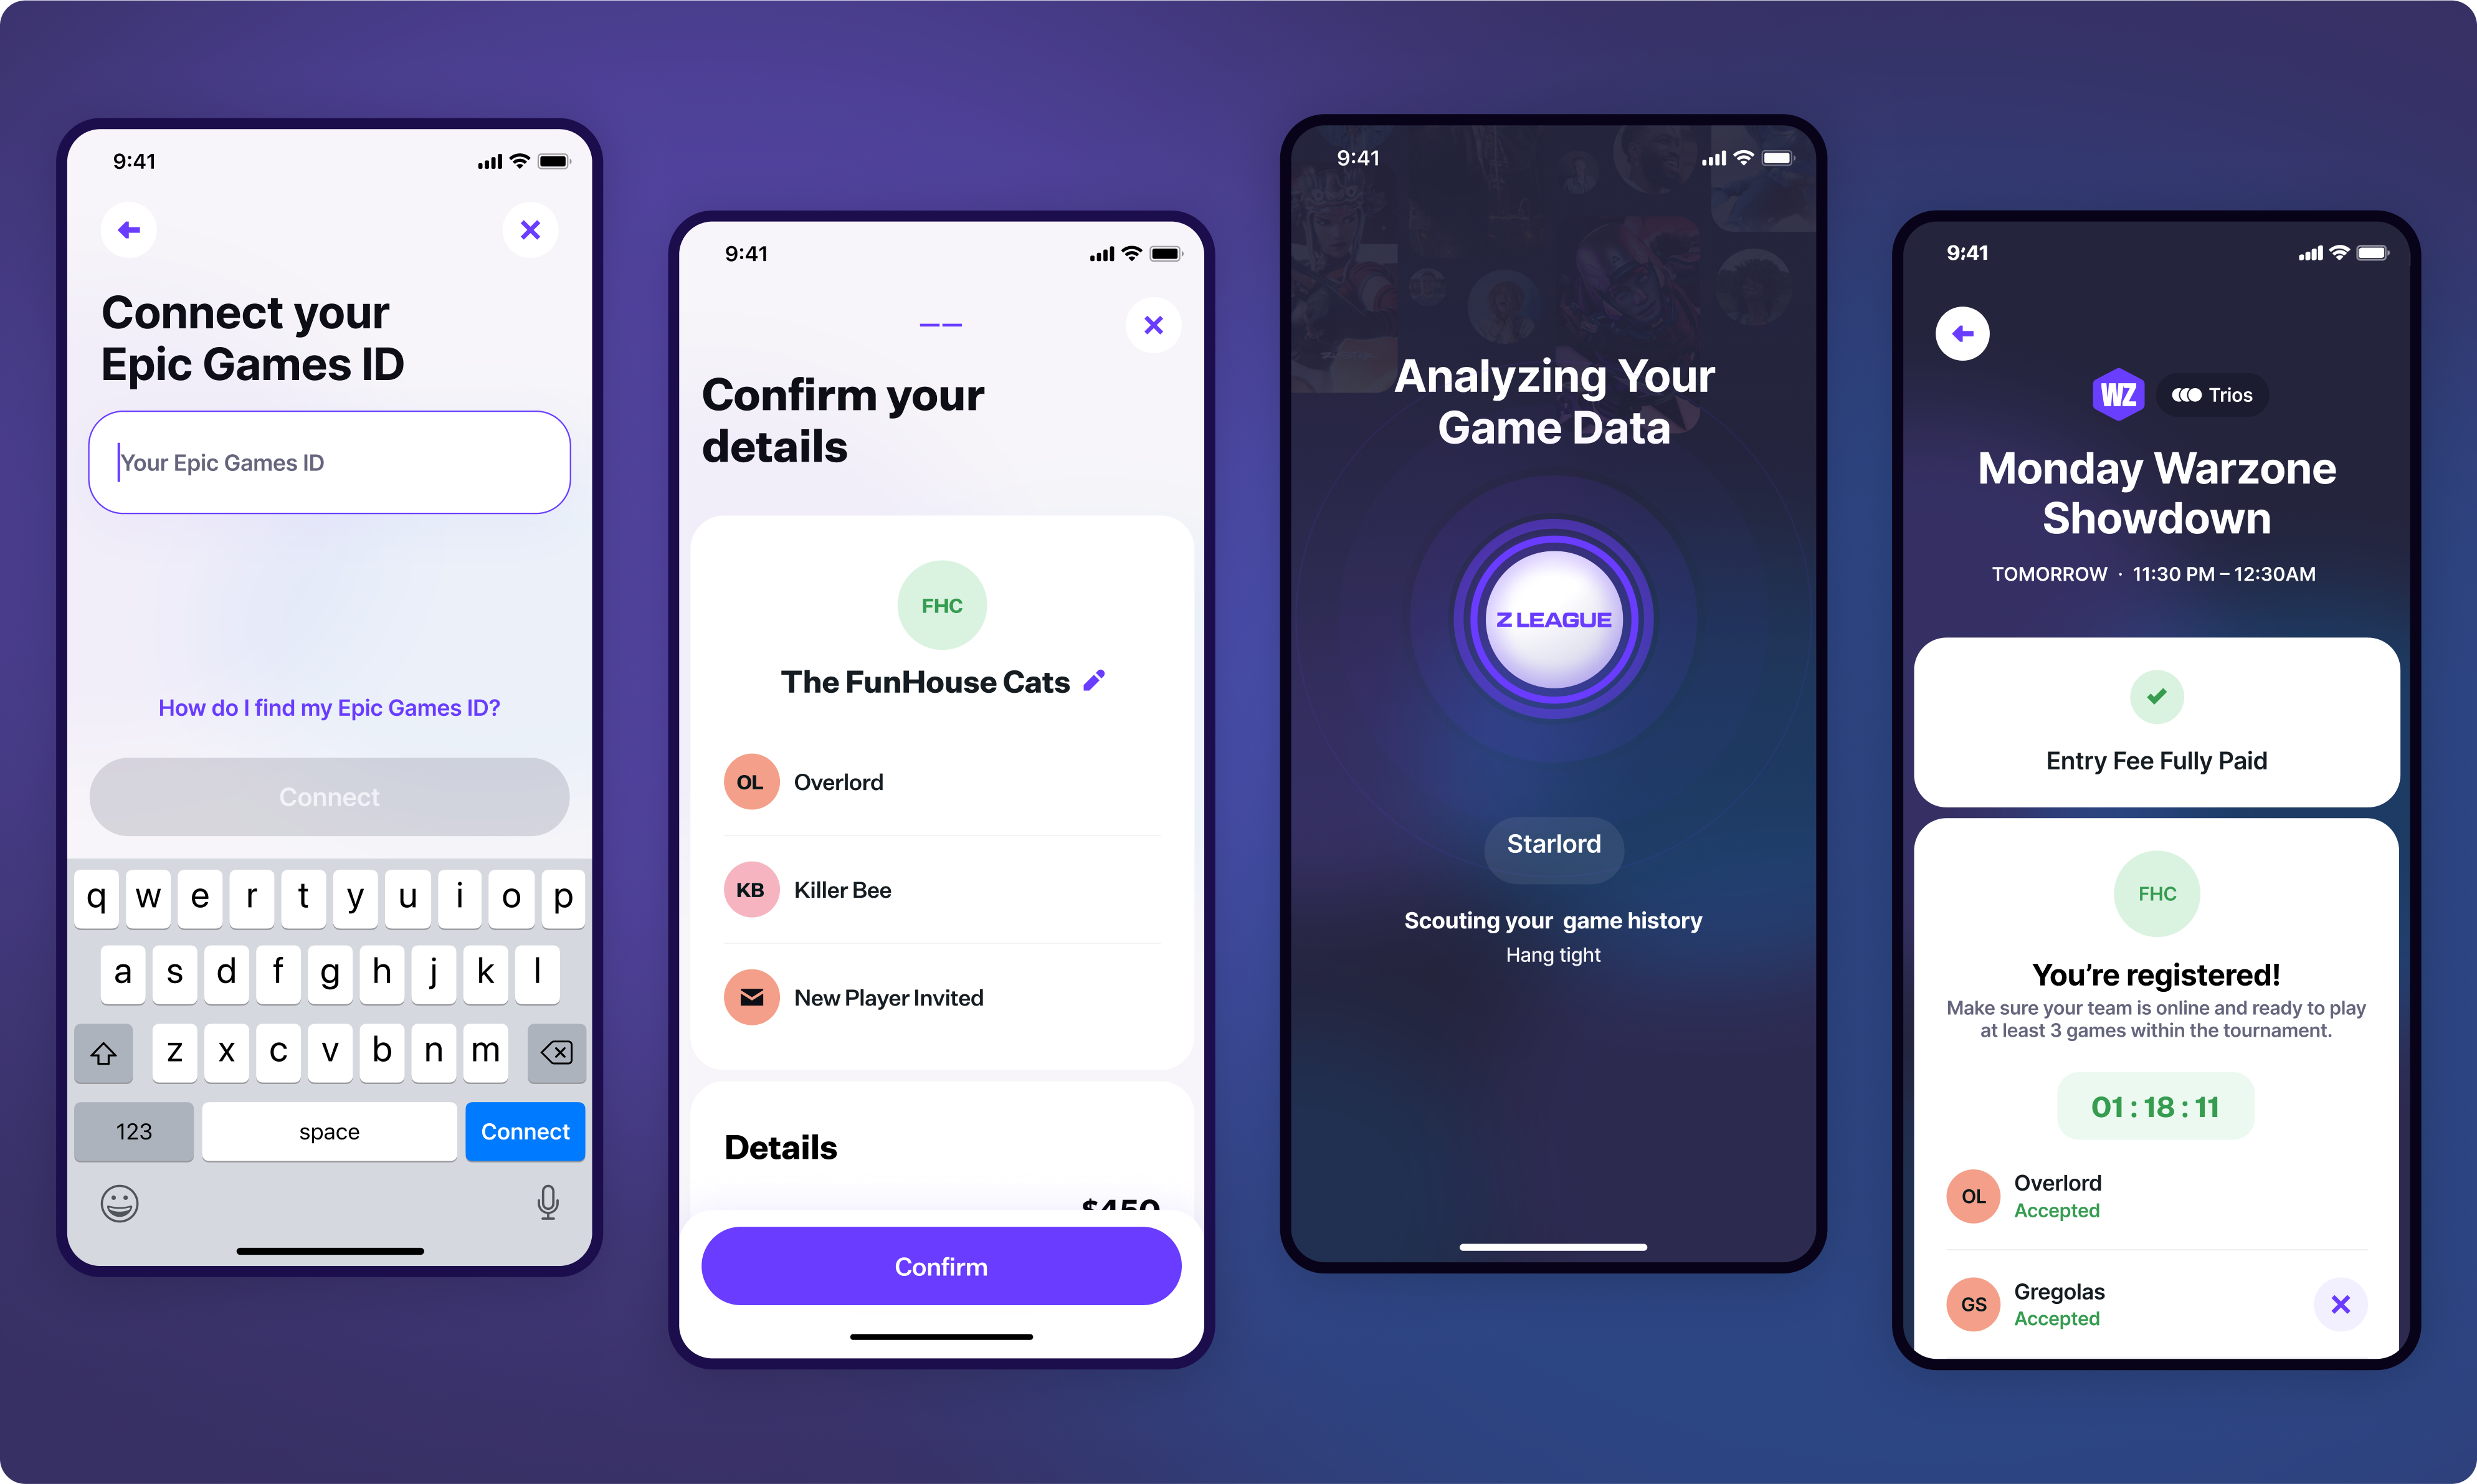 9:41
Connect your
Epic Games ID
Your Epic Games ID
How do I find my Epic Games ID?
Connect
q w e r t y u i o p
a s d f g h j k l
z x c v b n m
123 space Connect
9:41
Confirm your
details
FHC
The FunHouse Cats
OL Overlord
KB Killer Bee
New Player Invited
Details
$450
Confirm
9:41
Analyzing Your
Game Data
Z LEAGUE
Starlord
Scouting your  game history
Hang tight
9:41
WZ Trios
Monday Warzone
Showdown
TOMORROW · 11:30 PM – 12:30AM
Entry Fee Fully Paid
FHC
You’re registered!
Make sure your team is online and ready to play
at least 3 games within the tournament.
01 : 18 : 11
OL Overlord
Accepted
GS Gregolas
Accepted